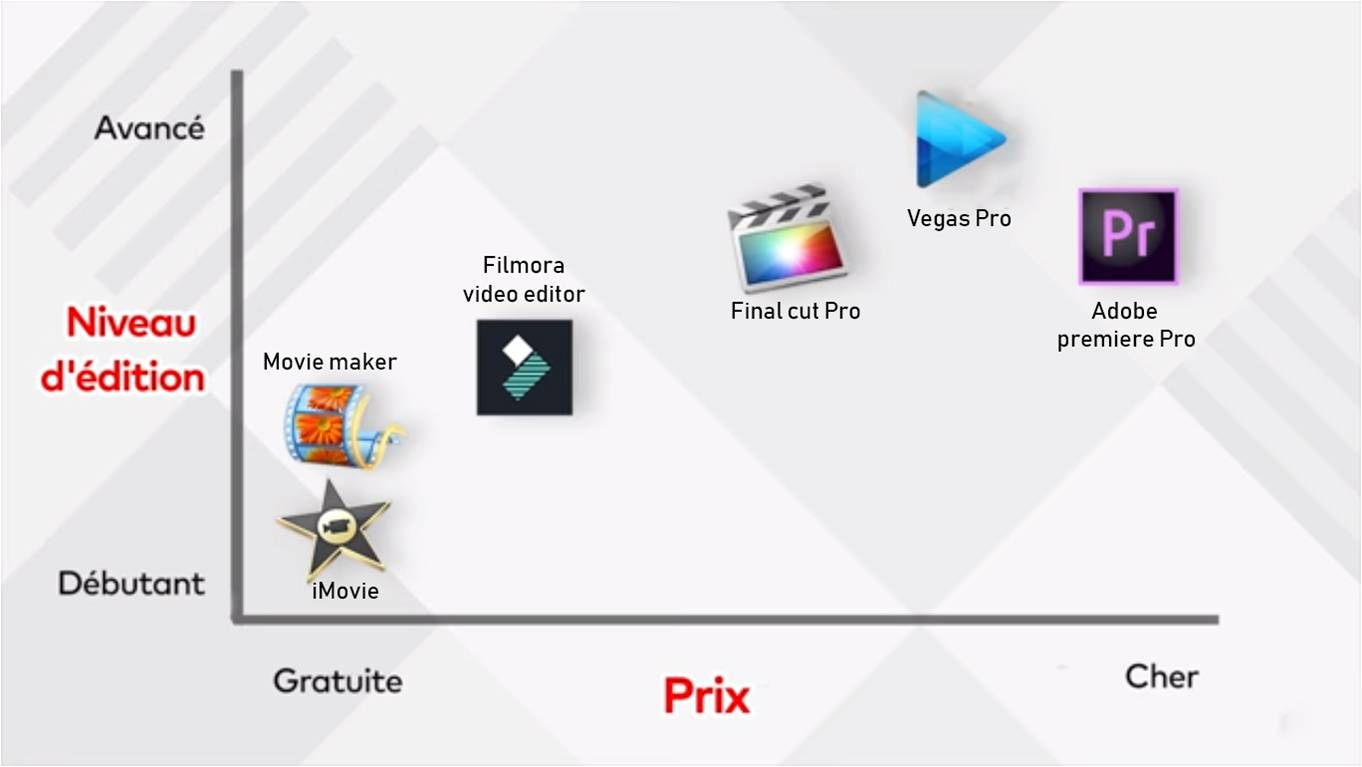 Avancé
Vegas Pro
Pr
Filmora
video editor
Final cut Pro
Adobe
premiere Pro
Niveau
d'édition
Movie maker
Débutant
iMovie
Gratuite
Prix
Cher